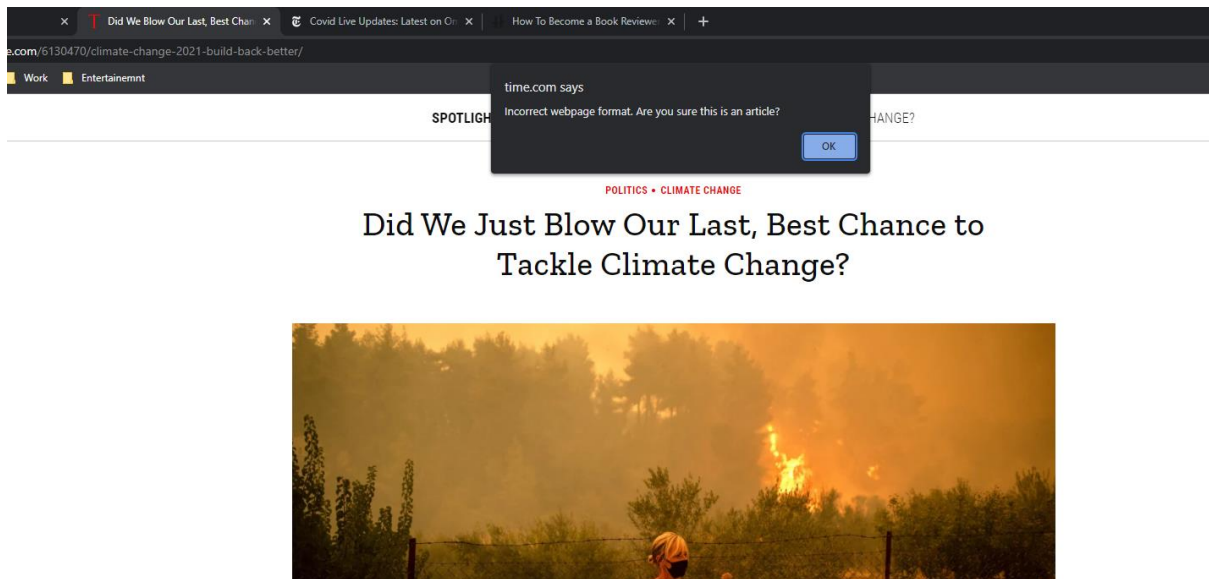 Did We Blow Our Last, Best Chan
Covid Live Updates: Latest on Om
How To Become a Book Reviewer
e.com/6130470/climate-change-2021-build-back-better/
Work Entertainemnt
time.com says
Incorrect webpage format. Are you sure this is an article?
OK
SPOTLIGH HANGE?
POLITICS • CLIMATE CHANGE
Did We Just Blow Our Last, Best Chance to
Tackle Climate Change?